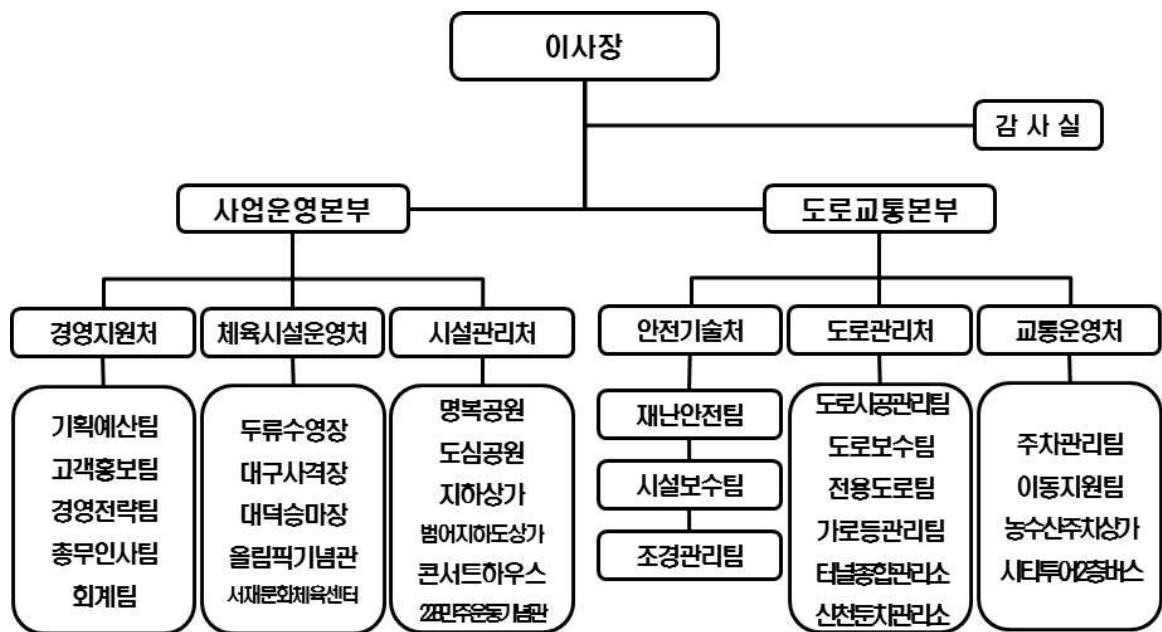 이사장
감 사 실
사업운영본부
도로교통본부
경영지원처
체육시설운영처
시설관리처
안전기술처
도로관리처
교통운영처
기획예산팀
고객홍보팀
경영전략팀
총무인사팀
회계팀
두류수영장
대구사격장
대덕승마장
올림픽기념관
서재문화체육센터
명복공원
도심공원
지하상가
범어지하도상가
콘서트하우스
228민주운동기념관
재난안전팀
시설보수팀
조경관리팀
도로시공관리팀
도로보수팀
전용도로팀
가로등관리팀
터널종합관리소
신천둔치관리소
주차관리팀
이동지원팀
농수산주차상가
시티투어2층버스